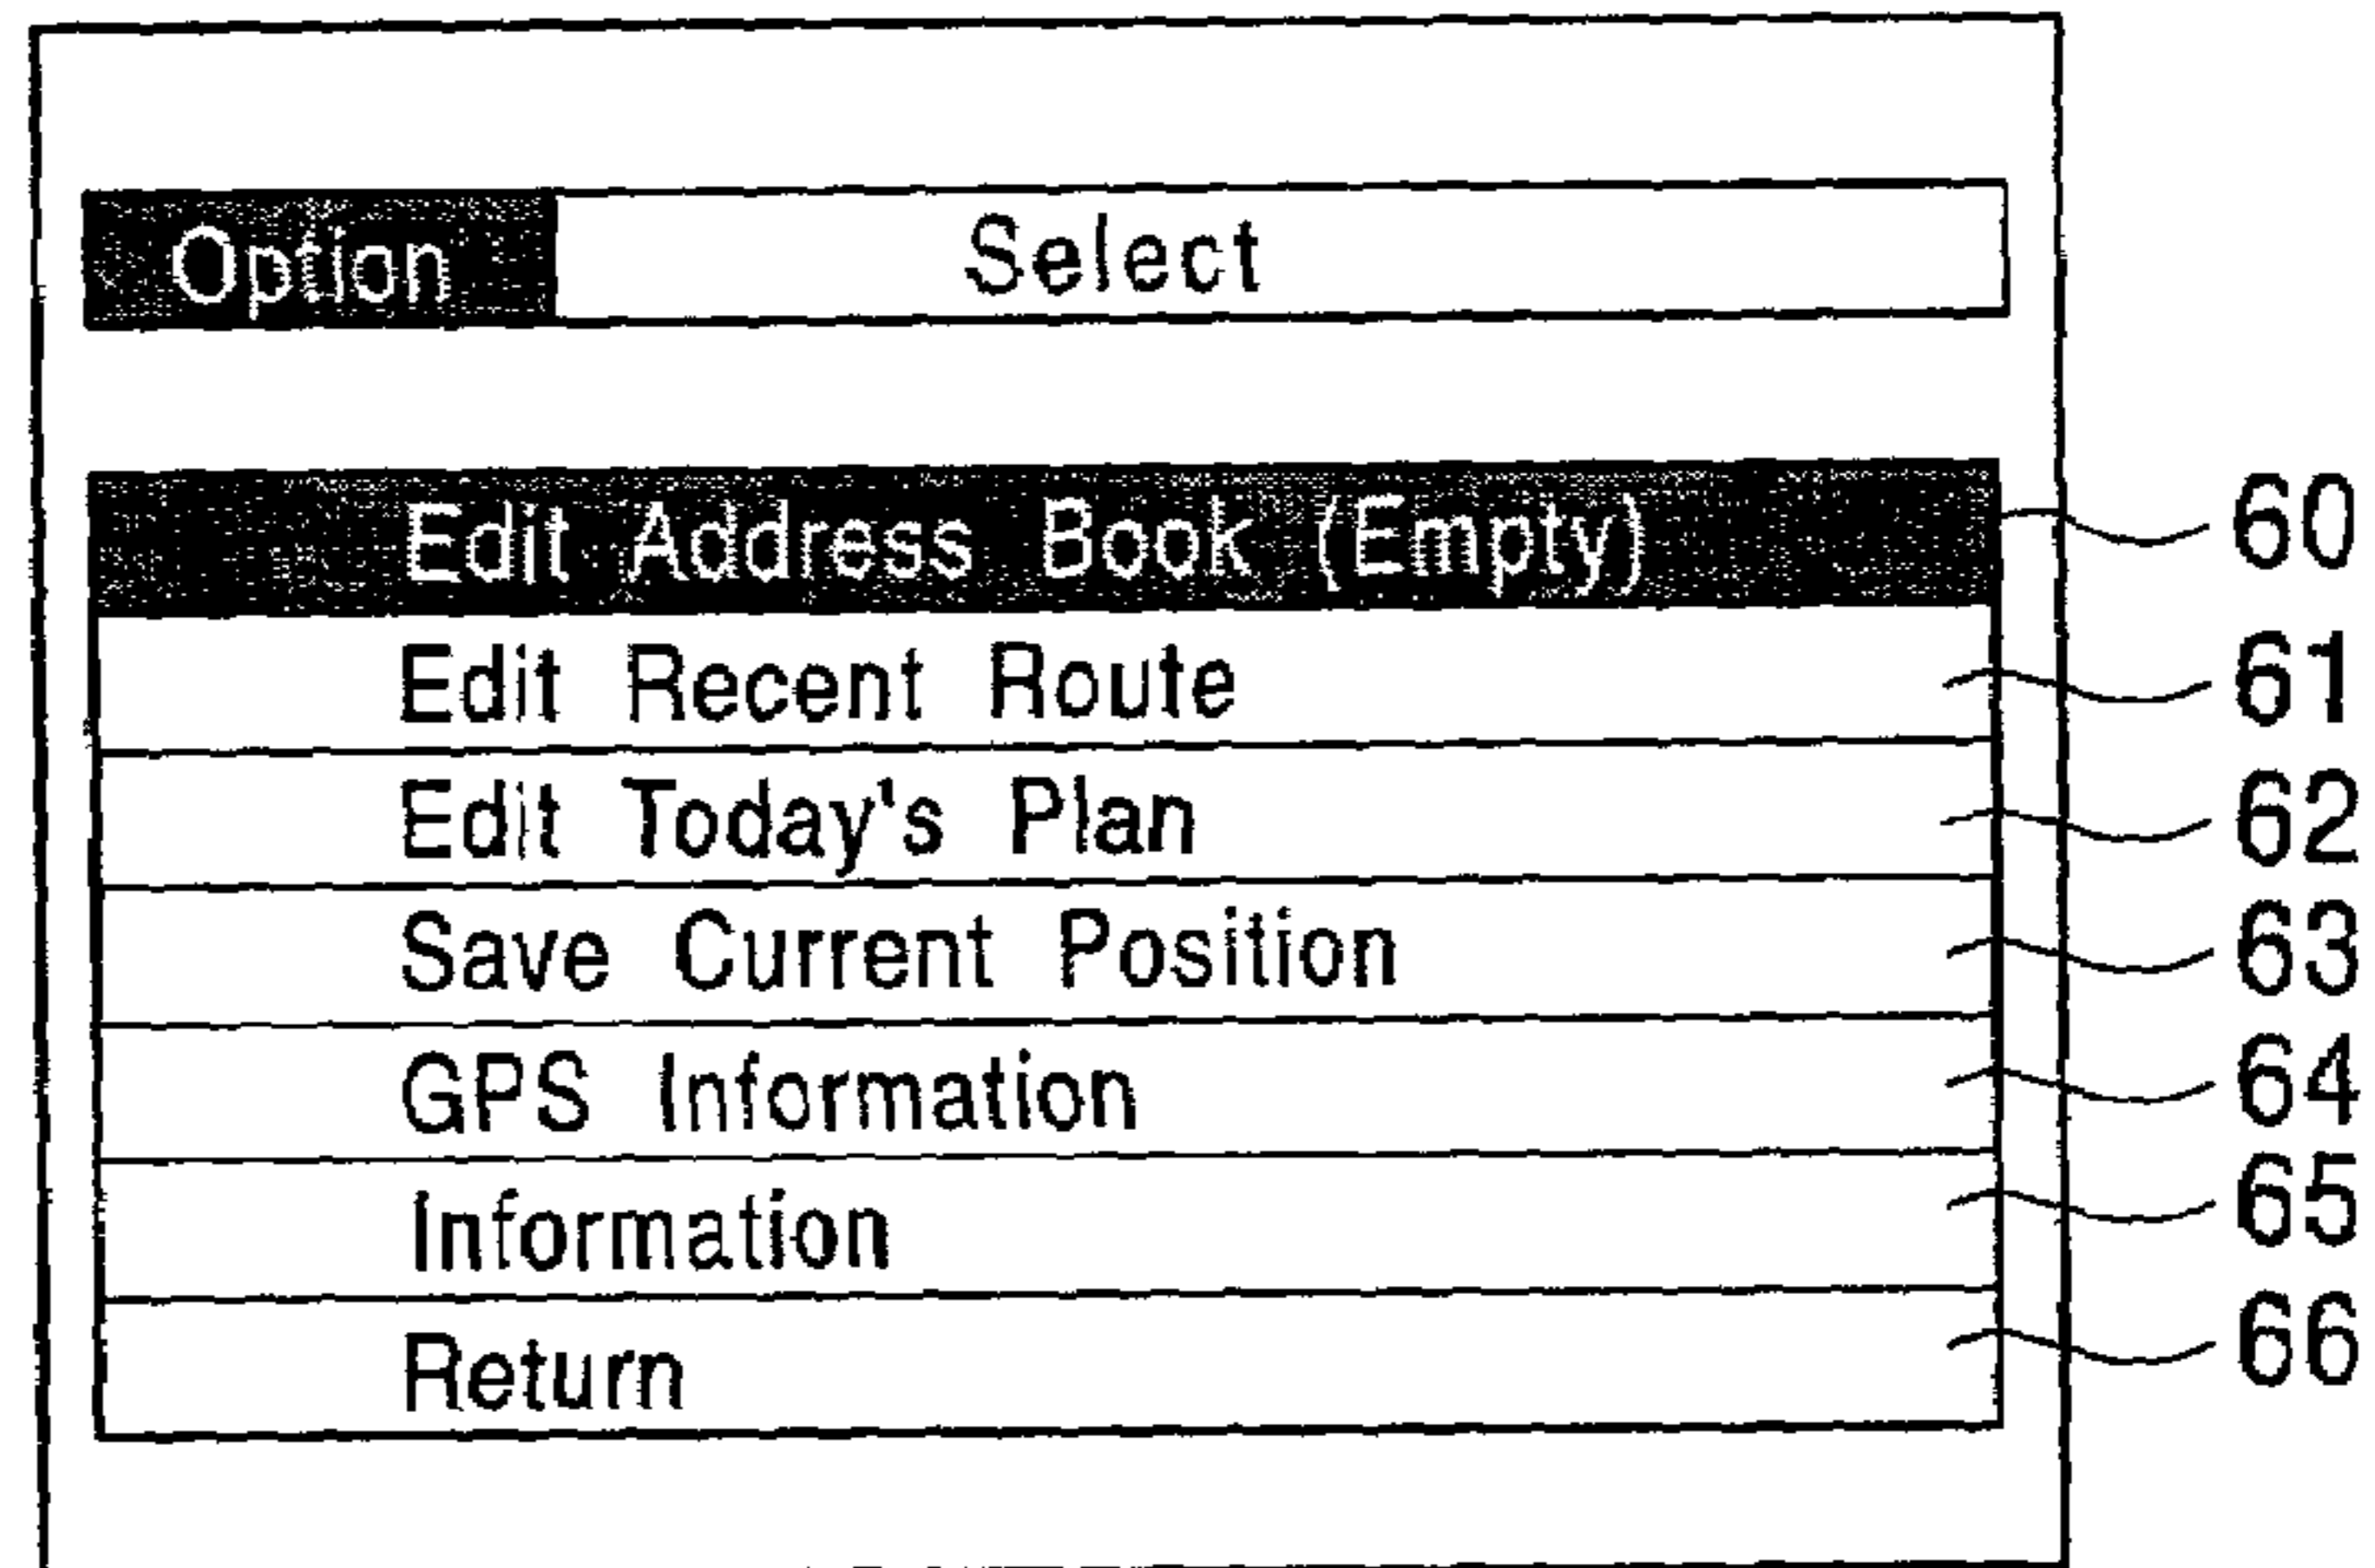 Option Select
Edit Address Book (Empty) 60
Edit Recent Route 61
Edit Today's Plan 62
Save Current Position 63
GPS Information 64
Information 65
Return 66